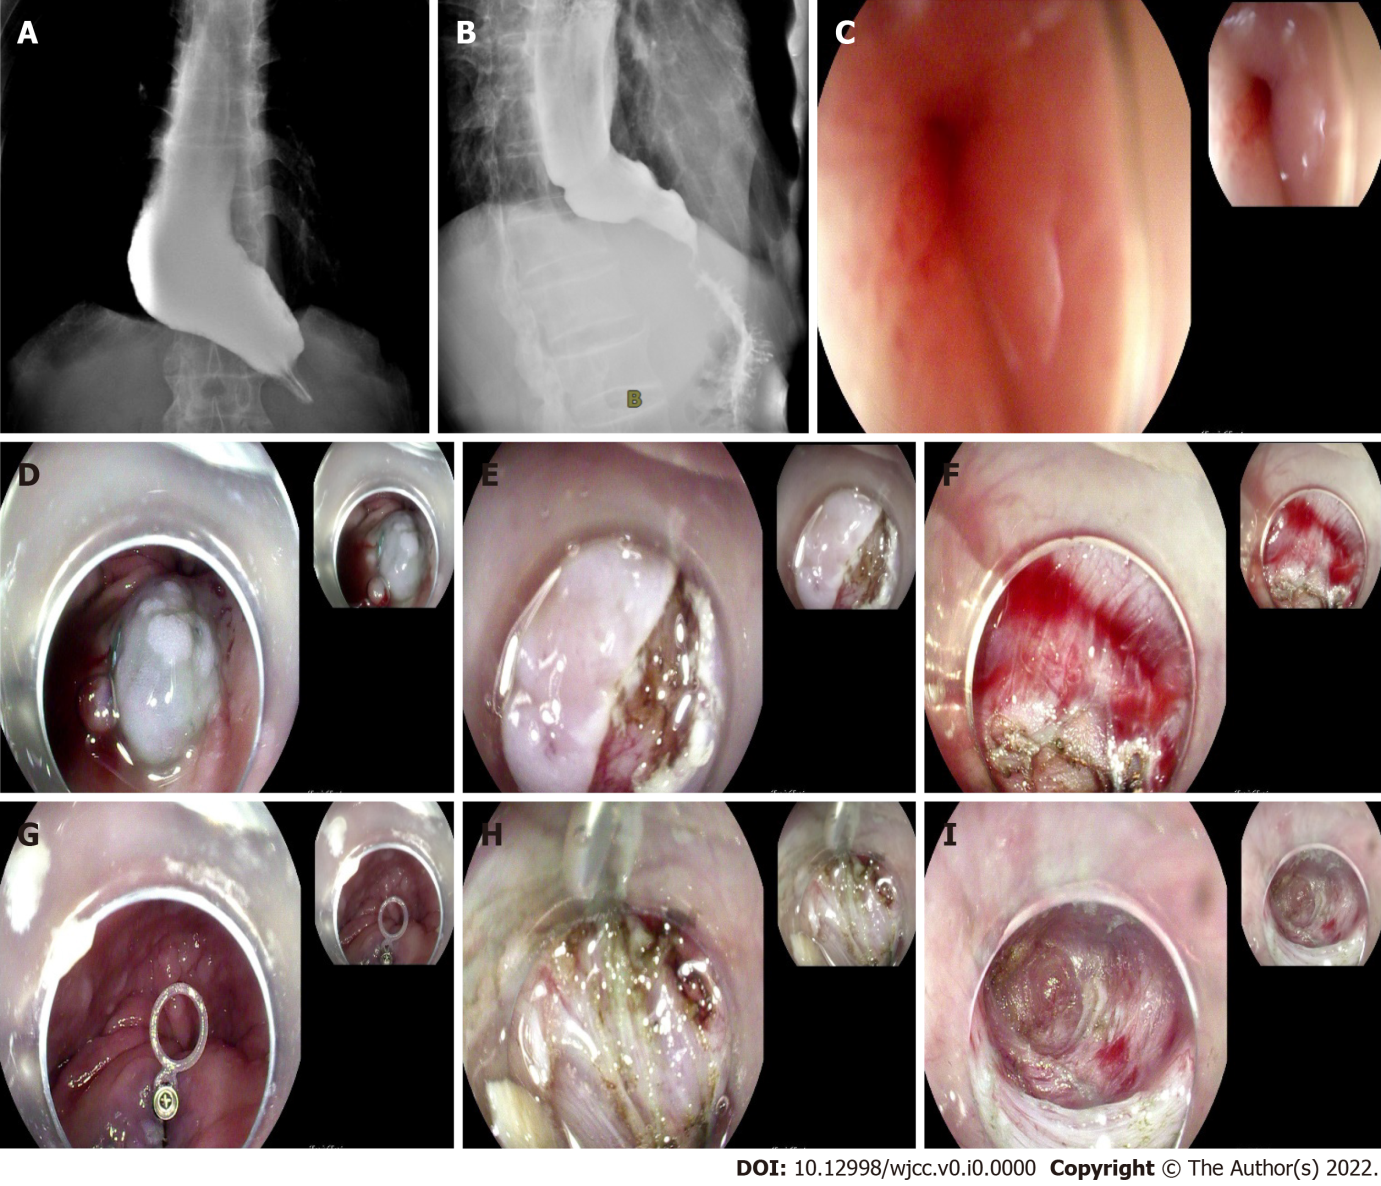 A
B
C
B
D
E
F
G
H
I
DOI: 10.12998/wjcc.v0.i0.0000 Copyright © The Author(s) 2022.